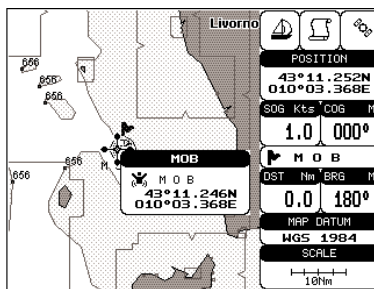 Livorno
656
656
656
656
656
M
MOB
M O B
43°11.246N
010°03.368E
POSITION
43°11.252N
010°03.368E
SOG Kts COG M
1.0 000°
M O B
DST Nm BRG M
0.0 180°
MAP DATUM
WGS 1984
SCALE
10Nm